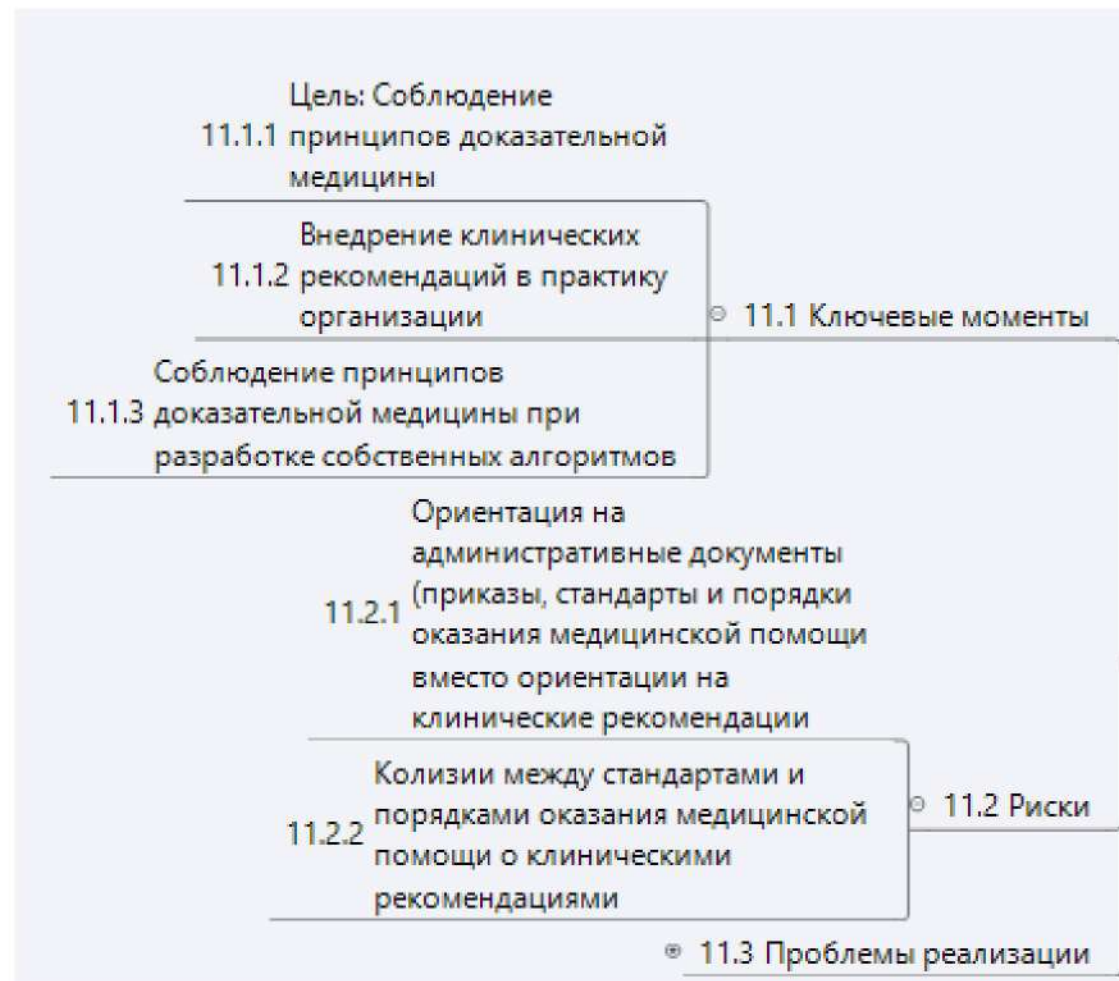 Цель: Соблюдение
11.1.1 принципов доказательной
медицины
Внедрение клинических
11.1.2 рекомендаций в практику
организации
11.1 Ключевые моменты
Соблюдение принципов
11.1.3 доказательной медицины при
разработке собственных алгоритмов
Ориентация на
административные документы
11.2.1 (приказы, стандарты и порядки
оказания медицинской помощи
вместо ориентации на
клинические рекомендации
Колизии между стандартами и
11.2.2 порядками оказания медицинской
помощи о клиническими
рекомендациями
11.2 Риски
11.3 Проблемы реализации